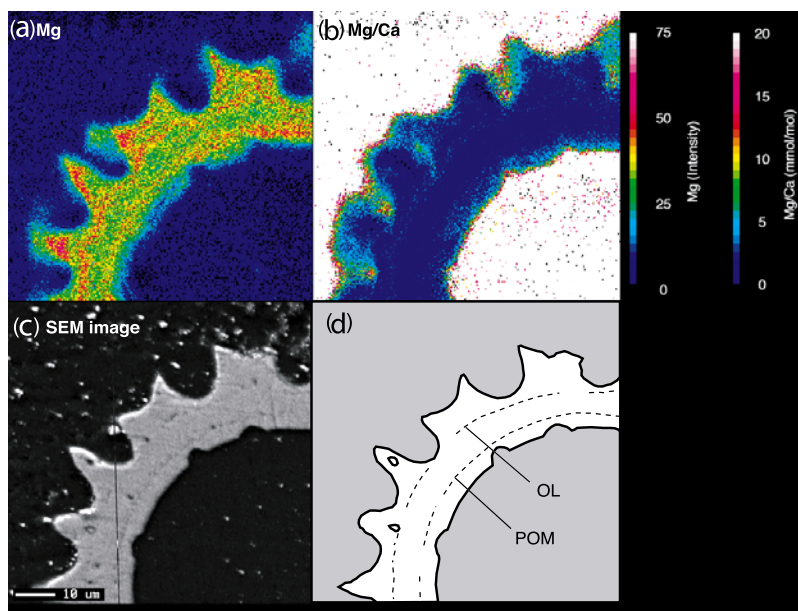 (a) Mg
(b) Mg/Ca
75
50
25
0
Mg (Intensity)
20
15
10
5
0
Mg/Ca (mmol/mol)
(c) SEM image
10 um
(d)
OL
POM